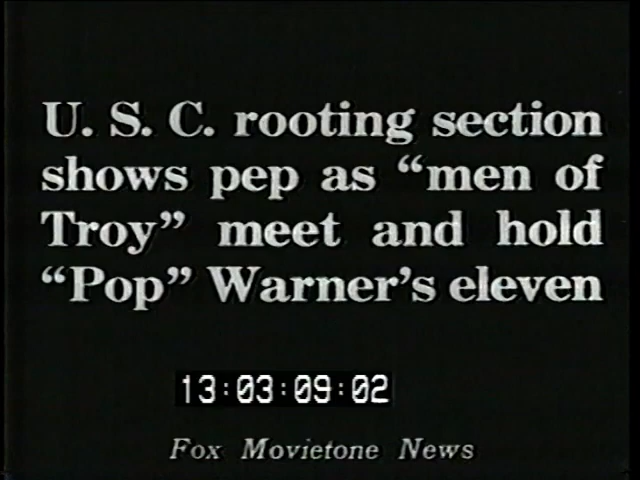 U. S. C. rooting section
shows pep as “men of
Troy” meet and hold
“Pop” Warner’s eleven
13:03:09:02
Fox Movietone News